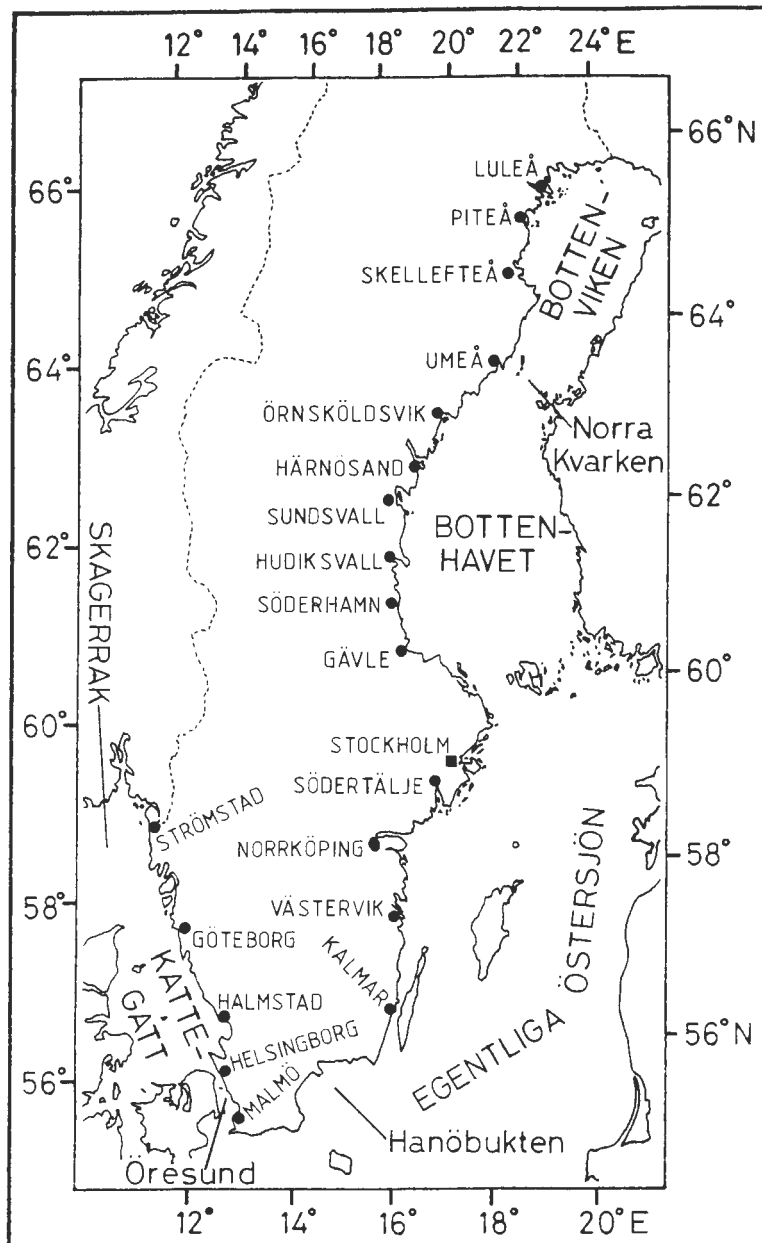 12° 14° 16° 18° 20° 22° 24° E
66°N
LULEÅ
66°
PITEÅ
BOTTEN-
VIKEN
SKELLEFTEÅ
64°
UMEÅ
64°
ÖRNSKÖLDSVIK
Norra
Kvarken
HÄRNÖSAND
62°
SUNDSVALL
BOTTEN-
HAVET
SKAGERRAK
62°
HUDIKSVALL
SÖDERHAMN
GÄVLE
60°
60°
STOCKHOLM
SÖDERTÄLJE
STRÖMSTAD
NORRKÖPING
58°
58°
VÄSTERVIK
GÖTEBORG
KALMAR
EGENTLIGA ÖSTERSJÖN
KATTE-
GATT
HALMSTAD
56°N
HELSINGBORG
56°
MALMÖ
Hanöbukten
Öresund
12° 14° 16° 18° 20°E